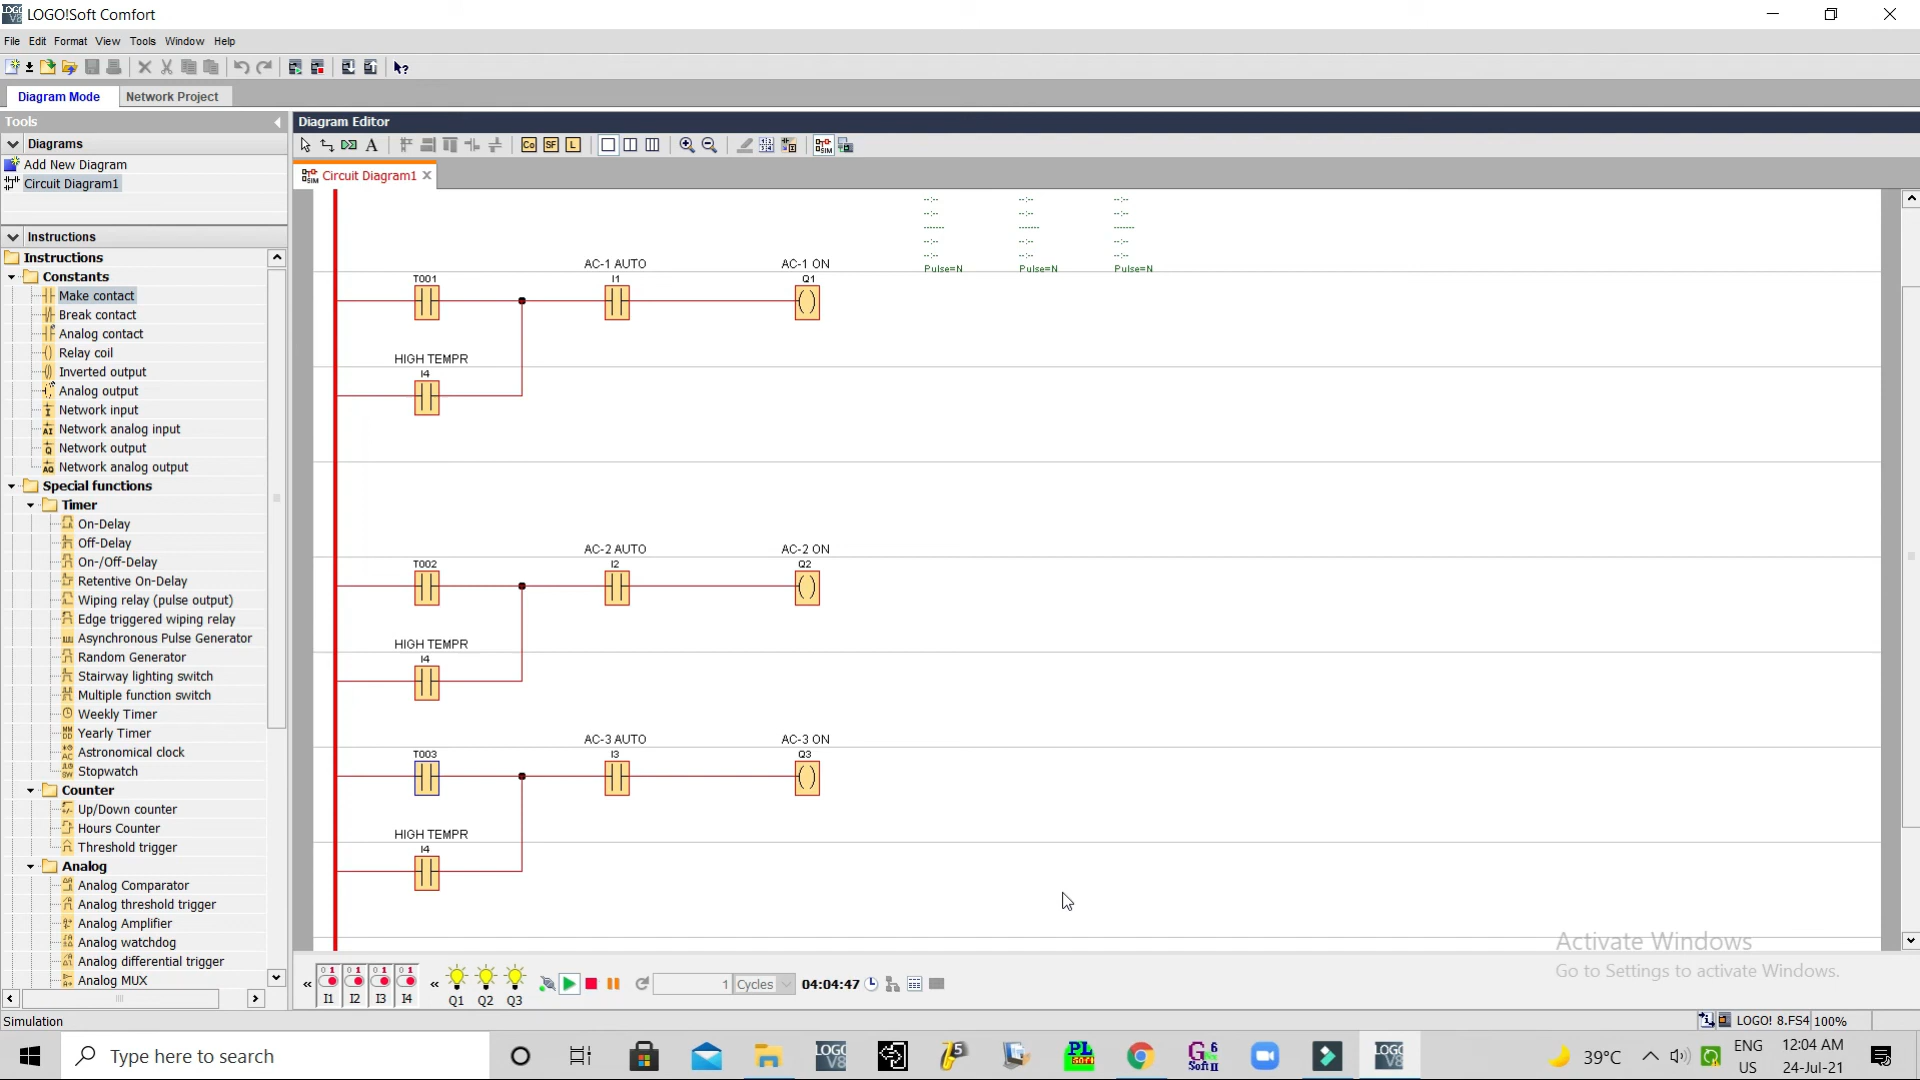 LOGO!Soft Comfort
File Edit Format View Tools Window Help
Diagram Mode Network Project
Tools
Diagrams
Add New Diagram
Circuit Diagram1
Instructions
Instructions
Constants
Make contact
Break contact
Analog contact
Relay coil
Inverted output
Analog output
Network input
Network analog input
Network output
Network analog output
Special functions
Timer
On-Delay
Off-Delay
On-/Off-Delay
Retentive On-Delay
Wiping relay (pulse output)
Edge triggered wiping relay
Asynchronous Pulse Generator
Random Generator
Stairway lighting switch
Multiple function switch
Weekly Timer
Yearly Timer
Astronomical clock
Stopwatch
Counter
Up/Down counter
Hours Counter
Threshold trigger
Analog
Analog Comparator
Analog threshold trigger
Analog Amplifier
Analog watchdog
Analog differential trigger
Analog MUX
Diagram Editor
Co SF L
Circuit Diagram1
--:-- --:-- --:--
--:-- --:-- --:--
------- ------- -------
--:-- --:-- --:--
--:-- --:-- --:--
Pulse=N Pulse=N Pulse=N
AC-1 AUTO AC-1 ON
T001 I1 Q1
HIGH TEMPR
I4
AC-2 AUTO AC-2 ON
T002 I2 Q2
HIGH TEMPR
I4
AC-3 AUTO AC-3 ON
T003 I3 Q3
HIGH TEMPR
I4
Activate Windows
Go to Settings to activate Windows.
I1 I2 I3 I4 Q1 Q2 Q3 1 Cycles 04:04:47
Simulation
LOGO! 8.FS4 100%
Type here to search
39°C ENG US
12:04 AM
24-Jul-21